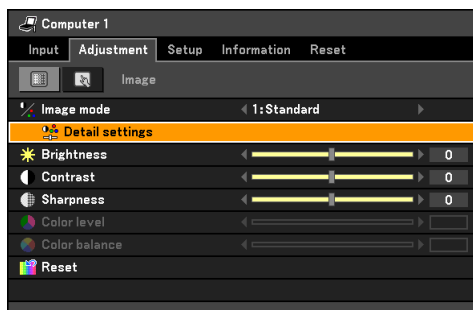 Computer 1
Input Adjustment Setup Information Reset
Image
Image mode 1:Standard
Detail settings
Brightness 0
Contrast 0
Sharpness 0
Color level
Color balance
Reset